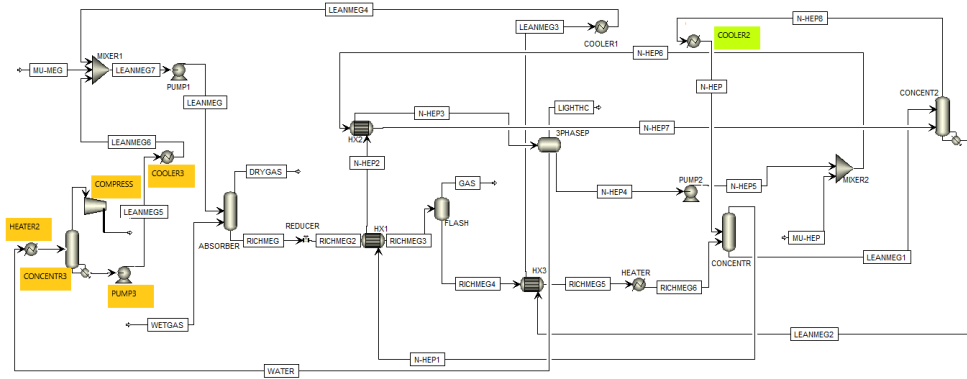 LEANMEG4
LEANMEG3
COOLER1
N-HEP8
COOLER2
MIXER1
MU-MEG
LEANMEG7
PUMP1
LEANMEG
N-HEP6
N-HEP
CONCENT2
N-HEP3
LIGHTHC
HX2
N-HEP7
3PHASEP
LEANMEG6
COOLER3
N-HEP2
DRYGAS
GAS
N-HEP4
PUMP2
N-HEP5
MIXER2
COMPRESS
LEANMEG5
HEATER2
FLASH
REDUCER
HX1
ABSORBER
RICHMEG
RICHMEG2
RICHMEG3
MU-HEP
CONCENTR
LEANMEG1
CONCENTR3
PUMP3
HX3
HEATER
RICHMEG4
RICHMEG5
RICHMEG6
WETGAS
LEANMEG2
N-HEP1
WATER